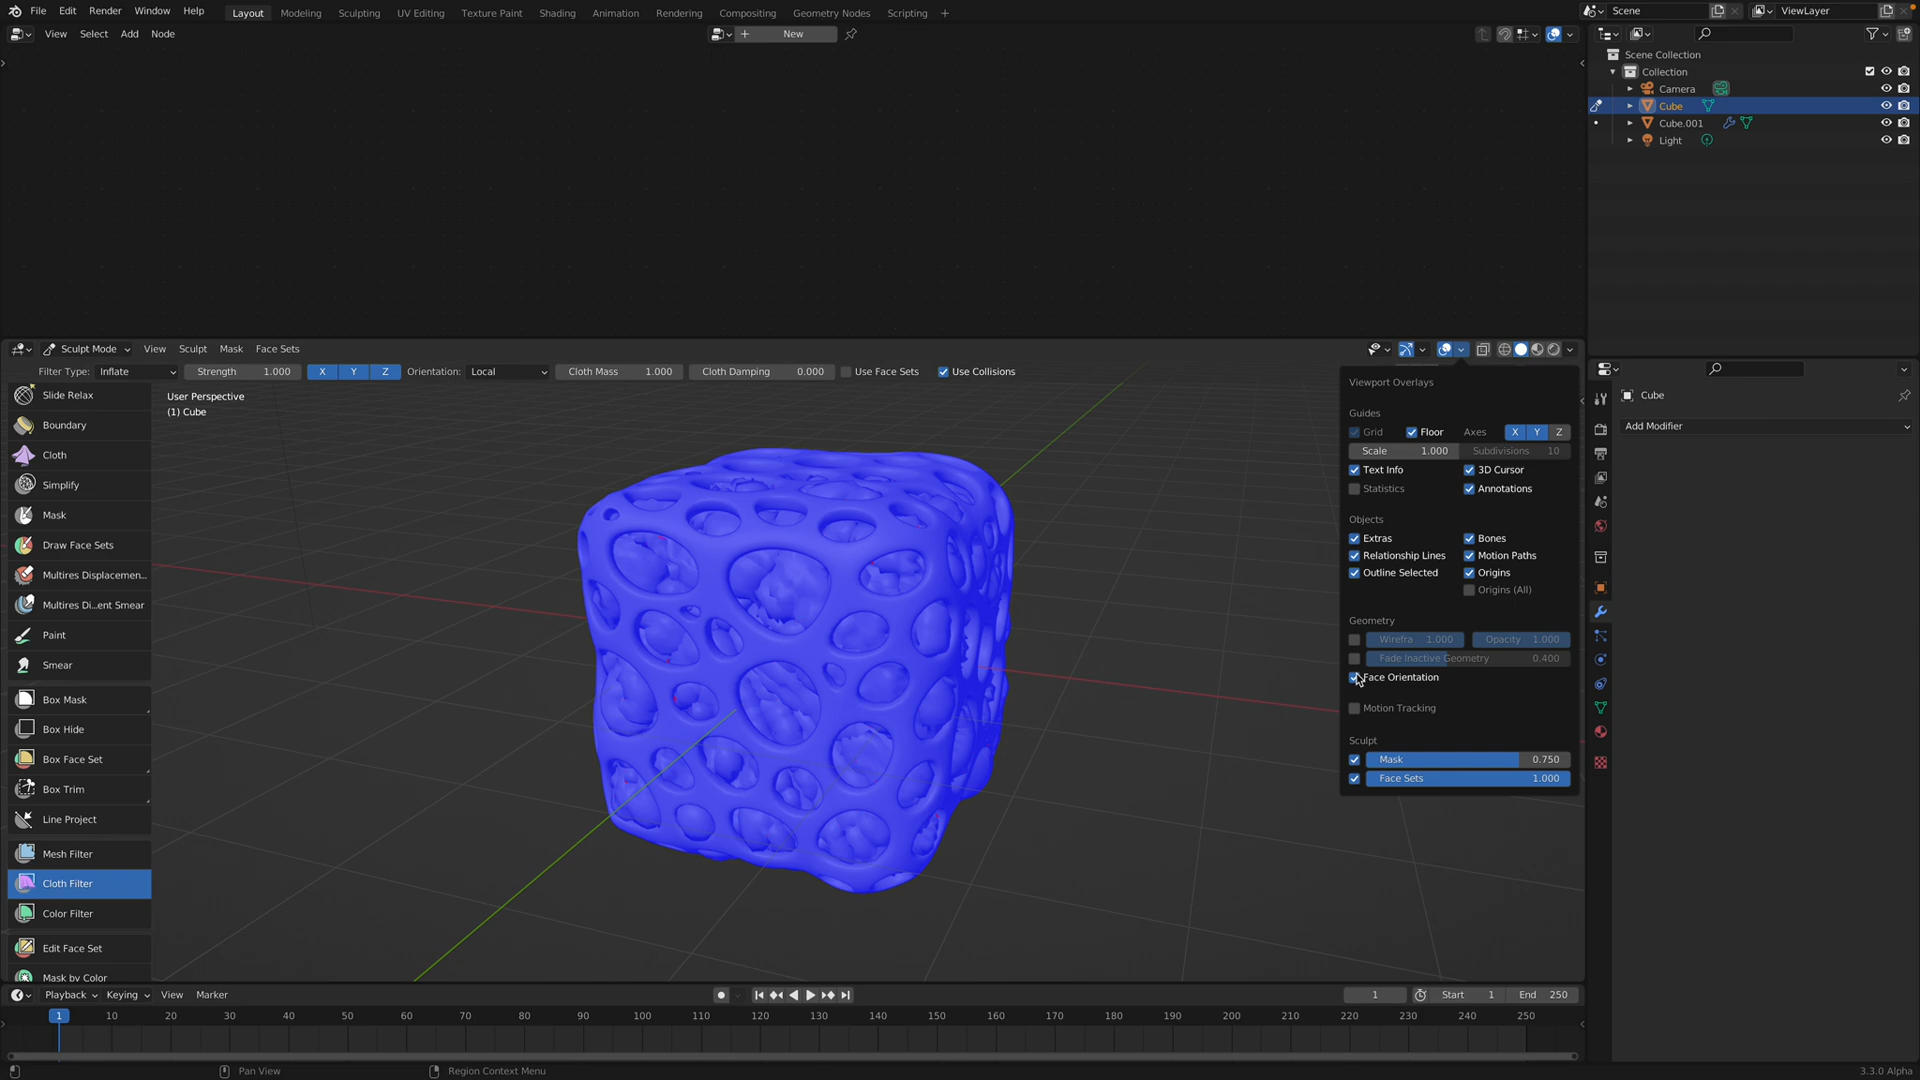 File Edit Render Window Help Layout Modeling Sculpting UV Editing Texture Paint Shading Animation Rendering Compositing Geometry Nodes Scripting + Scene ViewLayer
View Select Add Node + New
Scene Collection
Collection
Camera
Cube
Cube.001
Light
Sculpt Mode View Sculpt Mask Face Sets
Filter Type: Inflate Strength 1.000 X Y Z Orientation: Local Cloth Mass 1.000 Cloth Damping 0.000 Use Face Sets Use Collisions
Slide Relax
Boundary
Cloth
Simplify
Mask
Draw Face Sets
Multires Displacemen...
Multires Di...ent Smear
Paint
Smear
Box Mask
Box Hide
Box Face Set
Box Trim
Line Project
Mesh Filter
Cloth Filter
Color Filter
Edit Face Set
Mask by Color
User Perspective
(1) Cube
Viewport Overlays
Guides
Grid Floor Axes X Y Z
Scale 1.000 Subdivisions 10
Text Info 3D Cursor
Statistics Annotations
Objects
Extras Bones
Relationship Lines Motion Paths
Outline Selected Origins
Origins (All)
Geometry
Wirefra 1.000 Opacity 1.000
Fade Inactive Geometry 0.400
Face Orientation
Motion Tracking
Sculpt
Mask 0.750
Face Sets 1.000
Cube
Add Modifier
Playback Keying View Marker 1 Start 1 End 250
1 10 20 30 40 50 60 70 80 90 100 110 120 130 140 150 160 170 180 190 200 210 220 230 240 250
Pan View Region Context Menu 3.3.0 Alpha